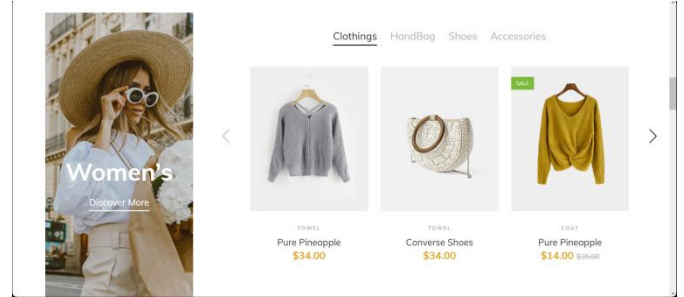 Clothings HandBag Shoes Accessories
Women's
Discover More
SALE
TOWEL
Pure Pineapple
$34.00
TOWEL
Converse Shoes
$34.00
COAT
Pure Pineapple
$14.00 $35.00